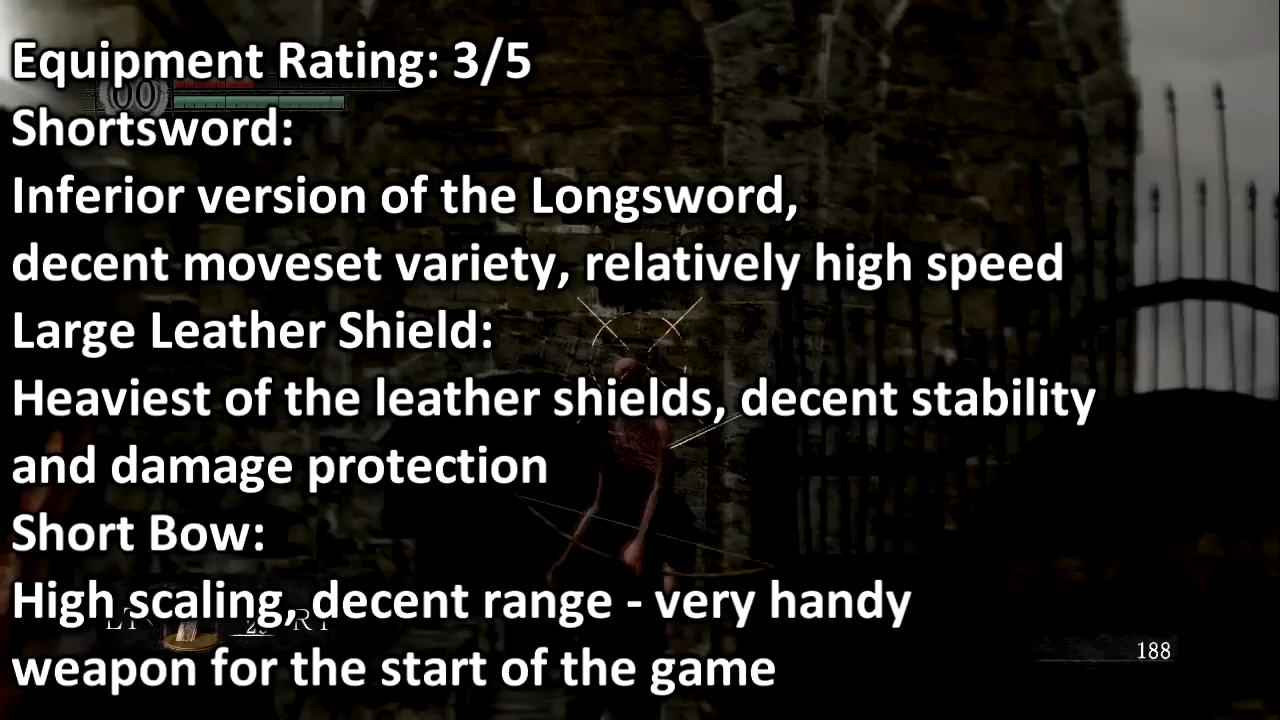 Equipment Rating: 3/5
00
Shortsword:
Inferior version of the Longsword,
decent moveset variety, relatively high speed
Large Leather Shield:
Heaviest of the leather shields, decent stability
and damage protection
Short Bow:
High scaling, decent range - very handy
weapon for the start of the game
188